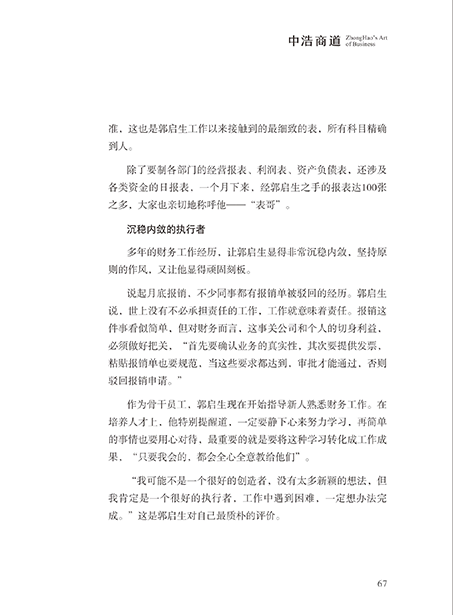 中浩商道 ZhongHao's Art
of Business
准，这也是郭启生工作以来接触到的最细致的表，所有科目精确
到人。
除了要制各部门的经营报表、利润表、资产负债表，还涉及
各类资金的日报表，一个月下来，经郭启生之手的报表达100张
之多，大家也亲切地称呼他——“表哥”。
沉稳内敛的执行者
多年的财务工作经历，让郭启生显得非常沉稳内敛，坚持原
则的作风，又让他显得顽固刻板。
说起月底报销，不少同事都有报销单被驳回的经历。郭启生
说，世上没有不必承担责任的工作，工作就意味着责任。报销这
件事看似简单，但对财务而言，这事关公司和个人的切身利益，
必须做好把关，“首先要确认业务的真实性，其次要提供发票，
粘贴报销单也要规范，当这些要求都达到，审批才能通过，否则
驳回报销申请。”
作为骨干员工，郭启生现在开始指导新人熟悉财务工作。在
培养人才上，他特别提醒道，一定要静下心来努力学习，再简单
的事情也要用心对待，最重要的就是要将这种学习转化成工作成
果，“只要我会的，都会全心全意教给他们”。
“我可能不是一个很好的创造者，没有太多新颖的想法，但
我肯定是一个很好的执行者，工作中遇到困难，一定想办法完
成。”这是郭启生对自己最质朴的评价。
67